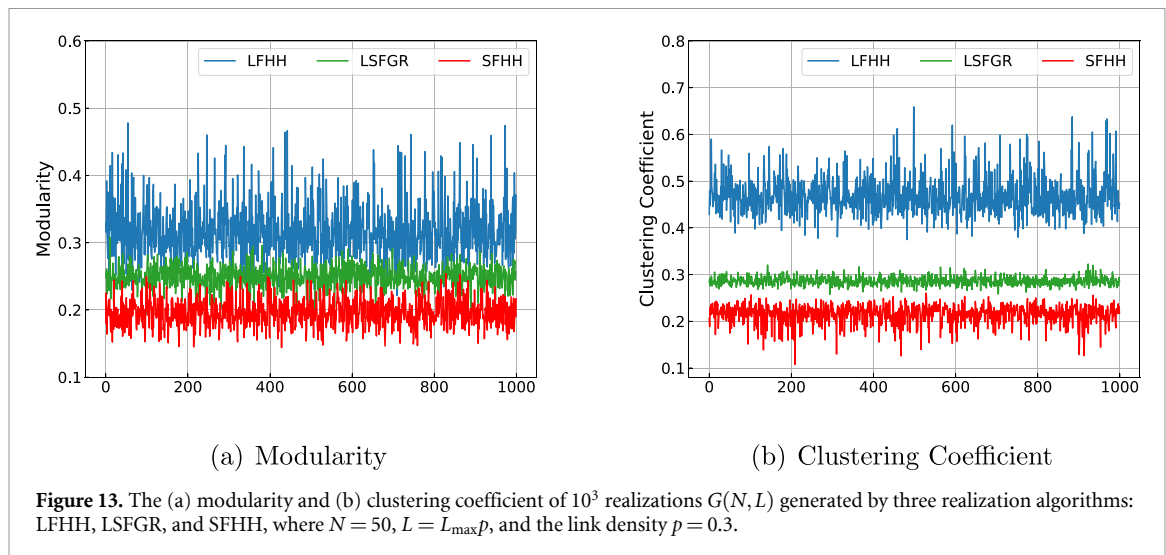 0.6
0.5
0.4
0.3
0.2
0.1
Modularity
LFHH LSFGR SFHH
0 200 400 600 800 1000
(a) Modularity
0.8
0.7
0.6
0.5
0.4
0.3
0.2
0.1
Clustering Coefficient
LFHH LSFGR SFHH
0 200 400 600 800 1000
(b) Clustering Coefficient
Figure 13. The (a) modularity and (b) clustering coefficient of 10³ realizations G(N, L) generated by three realization algorithms:
LFHH, LSFGR, and SFHH, where N = 50, L = Lₘₐₓp, and the link density p = 0.3.